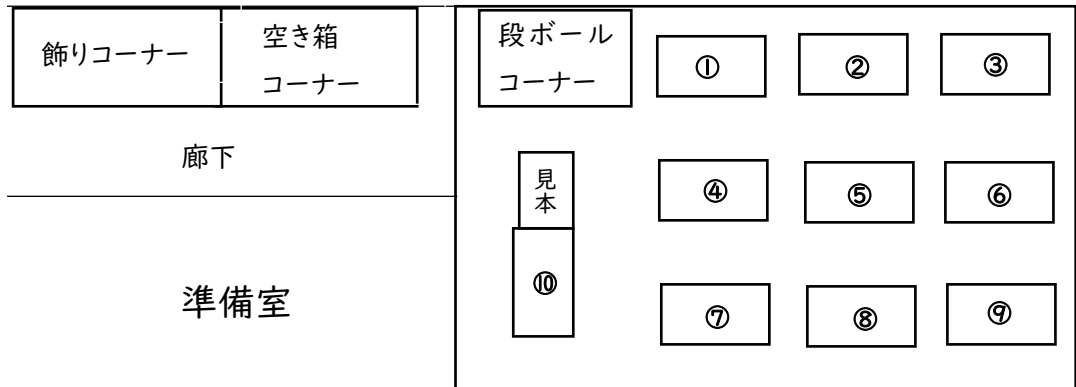 飾りコーナー
空き箱
コーナー
段ボール
コーナー
①
②
③
廊下
見
本
④
⑤
⑥
準備室
⑩
⑦
⑧
⑨